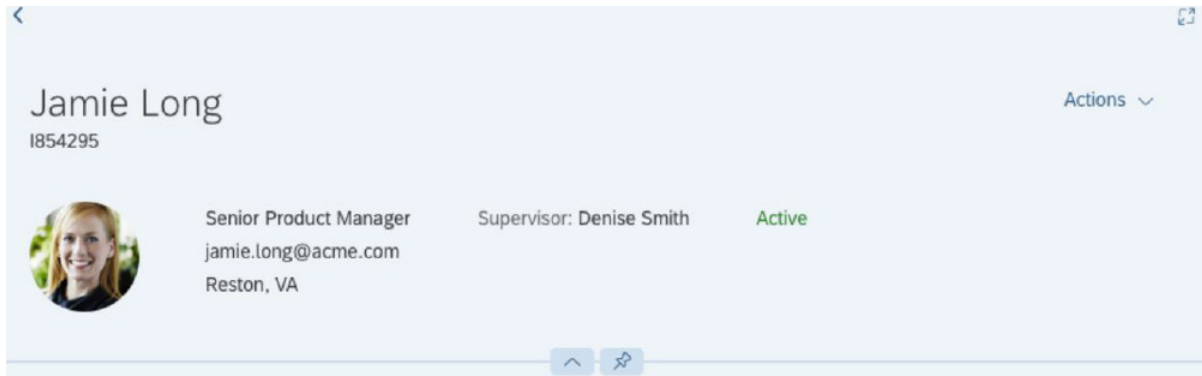 Jamie Long
I854295
Actions
Senior Product Manager
Supervisor: Denise Smith
Active
jamie.long@acme.com
Reston, VA